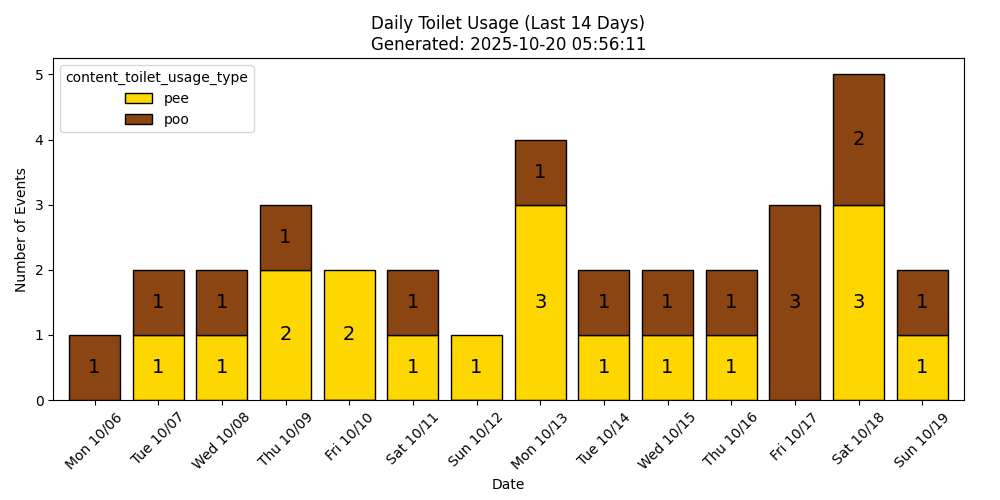 Daily Toilet Usage (Last 14 Days)
Generated: 2025-10-20 05:56:11
content_toilet_usage_type
pee
poo
Number of Events
5
4
3
2
1
0
1
1
1
1
1
1
2
2
1
1
1
1
3
1
1
1
1
1
1
3
2
3
1
1
Mon 10/06
Tue 10/07
Wed 10/08
Thu 10/09
Fri 10/10
Sat 10/11
Sun 10/12
Mon 10/13
Tue 10/14
Wed 10/15
Thu 10/16
Fri 10/17
Sat 10/18
Sun 10/19
Date